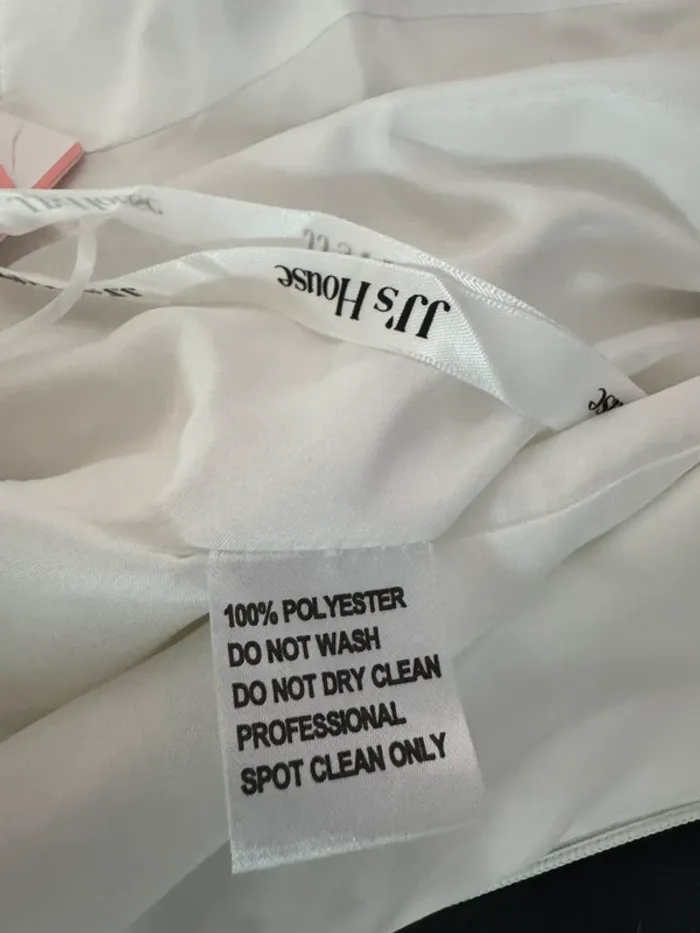 JJ's House
100% POLYESTER
DO NOT WASH
DO NOT DRY CLEAN
PROFESSIONAL
SPOT CLEAN ONLY